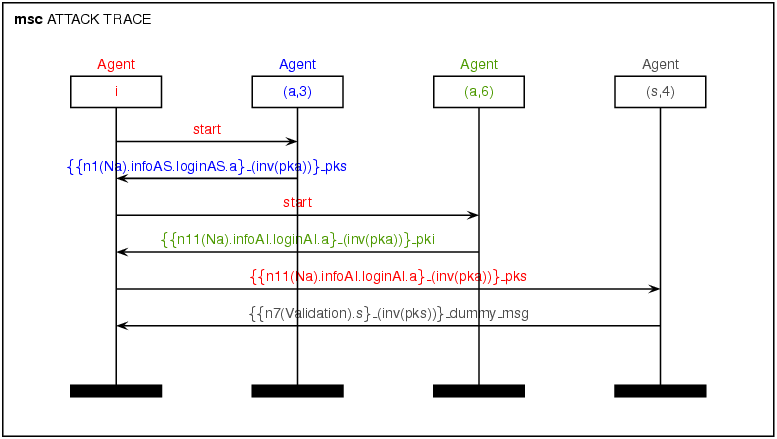 msc ATTACK TRACE
Agent Agent Agent Agent
i (a,3) (a,6) (s,4)
start
{{n1(Na).infoAS.loginAS.a}_(inv(pka))}_pks
start
{{n11(Na).infoAI.loginAI.a}_(inv(pka))}_pki
{{n11(Na).infoAI.loginAI.a}_(inv(pka))}_pks
{{n7(Validation).s}_(inv(pks))}_dummy_msg